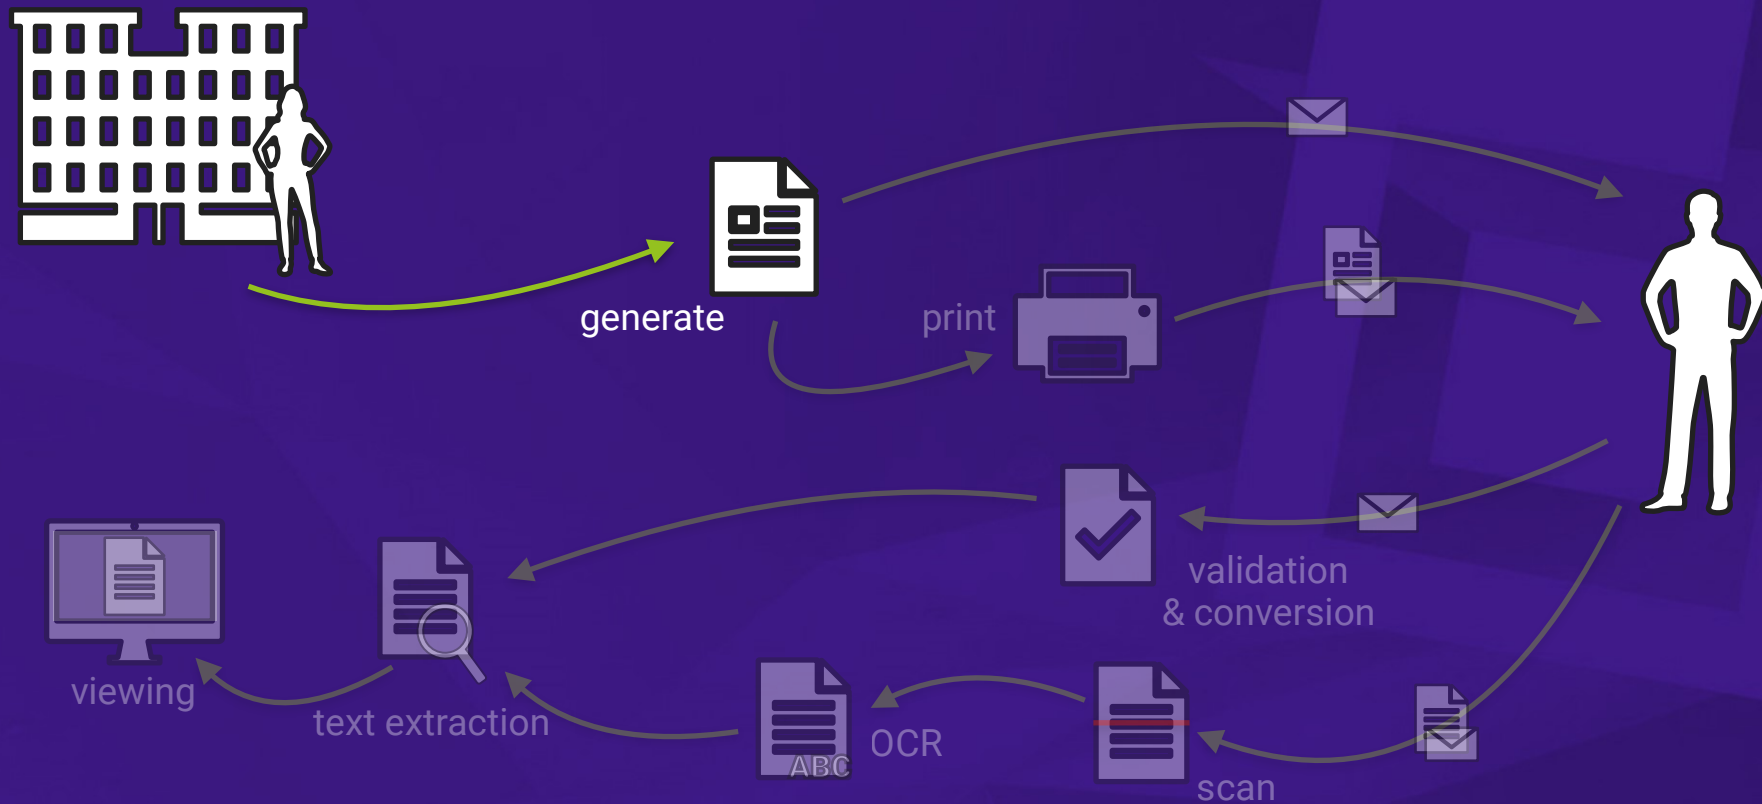 generate
print
validation
& conversion
viewing
text extraction
OCR
ABC
scan